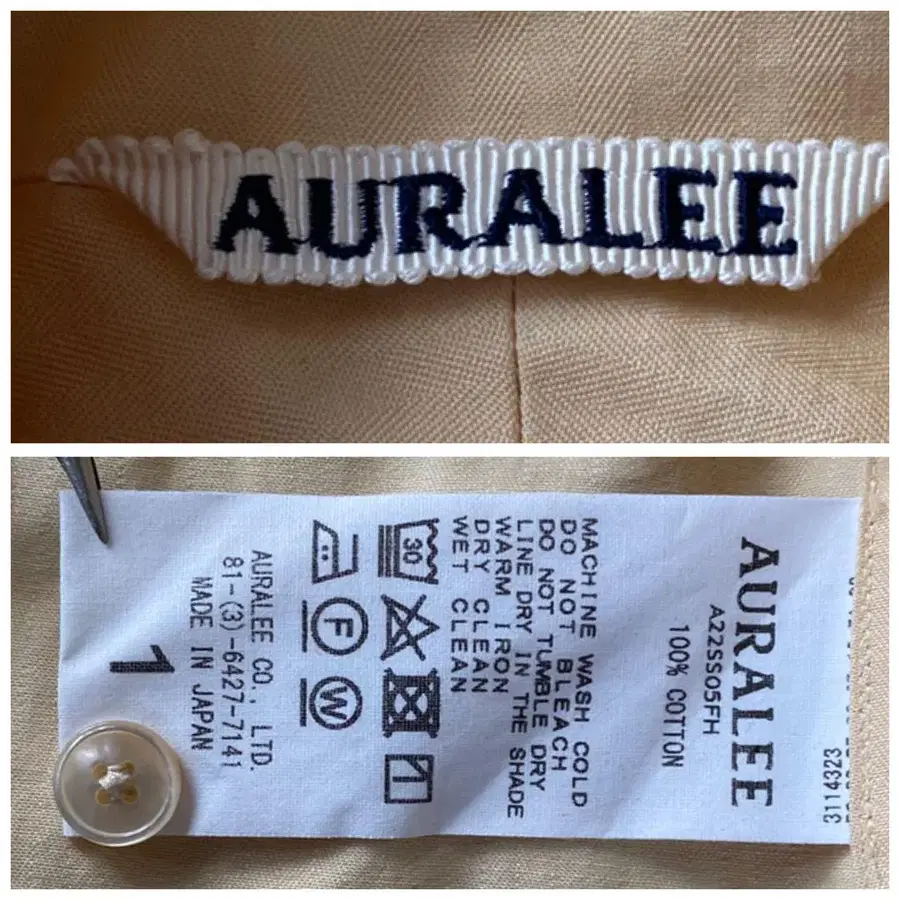 AURALEE
AURALEE
A22SS05FH
100% COTTON
MACHINE WASH COLD
DO NOT BLEACH
DO NOT TUMBLE DRY
LINE DRY IN THE SHADE
WARM IRON
DRY CLEAN
WET CLEAN
30
F
W
AURALEE CO., LTD.
81-(3)-6427-7141
MADE IN JAPAN
1
3114323